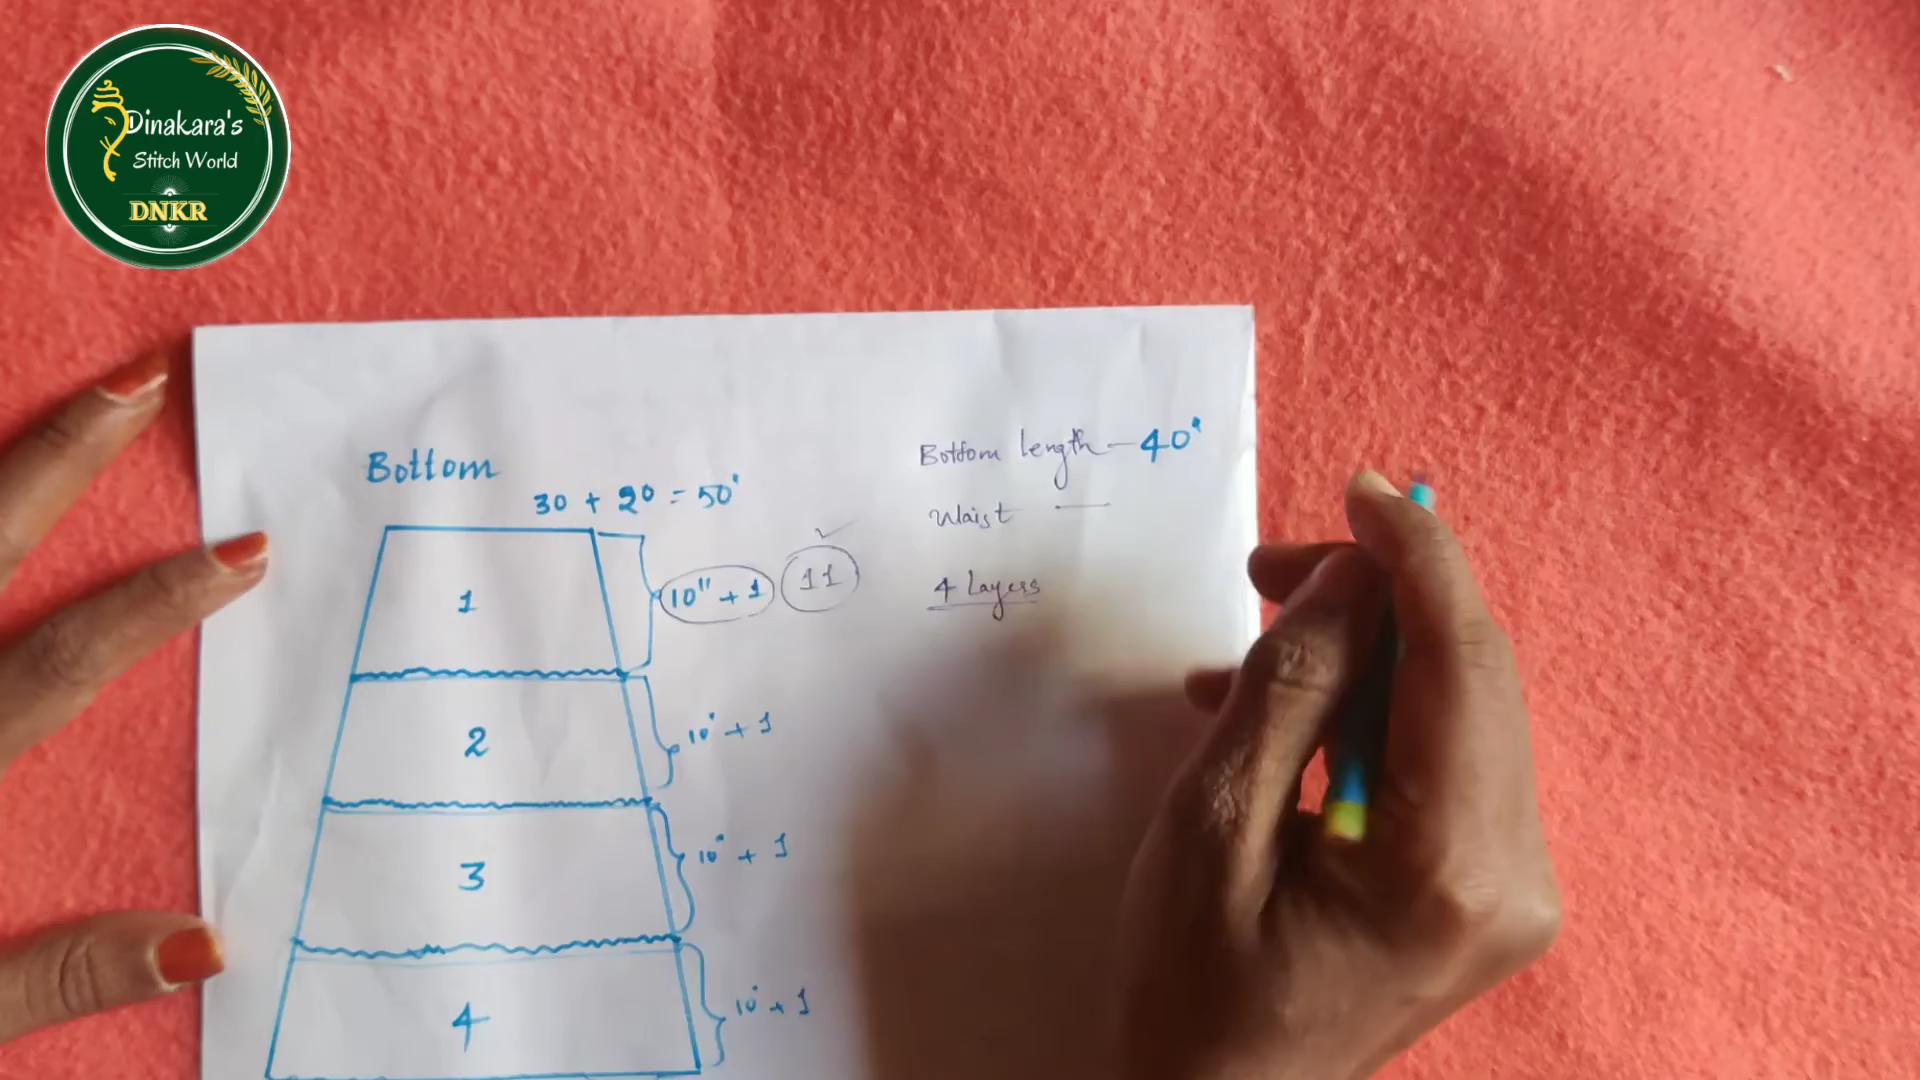 Dinakara's
Stitch World
DNKR
Bottom
30 + 20 = 50"
1
10" + 1
11
2
10" + 1
3
10" + 1
4
10" + 1
Bottom length - 40"
Waist —
4 Layers